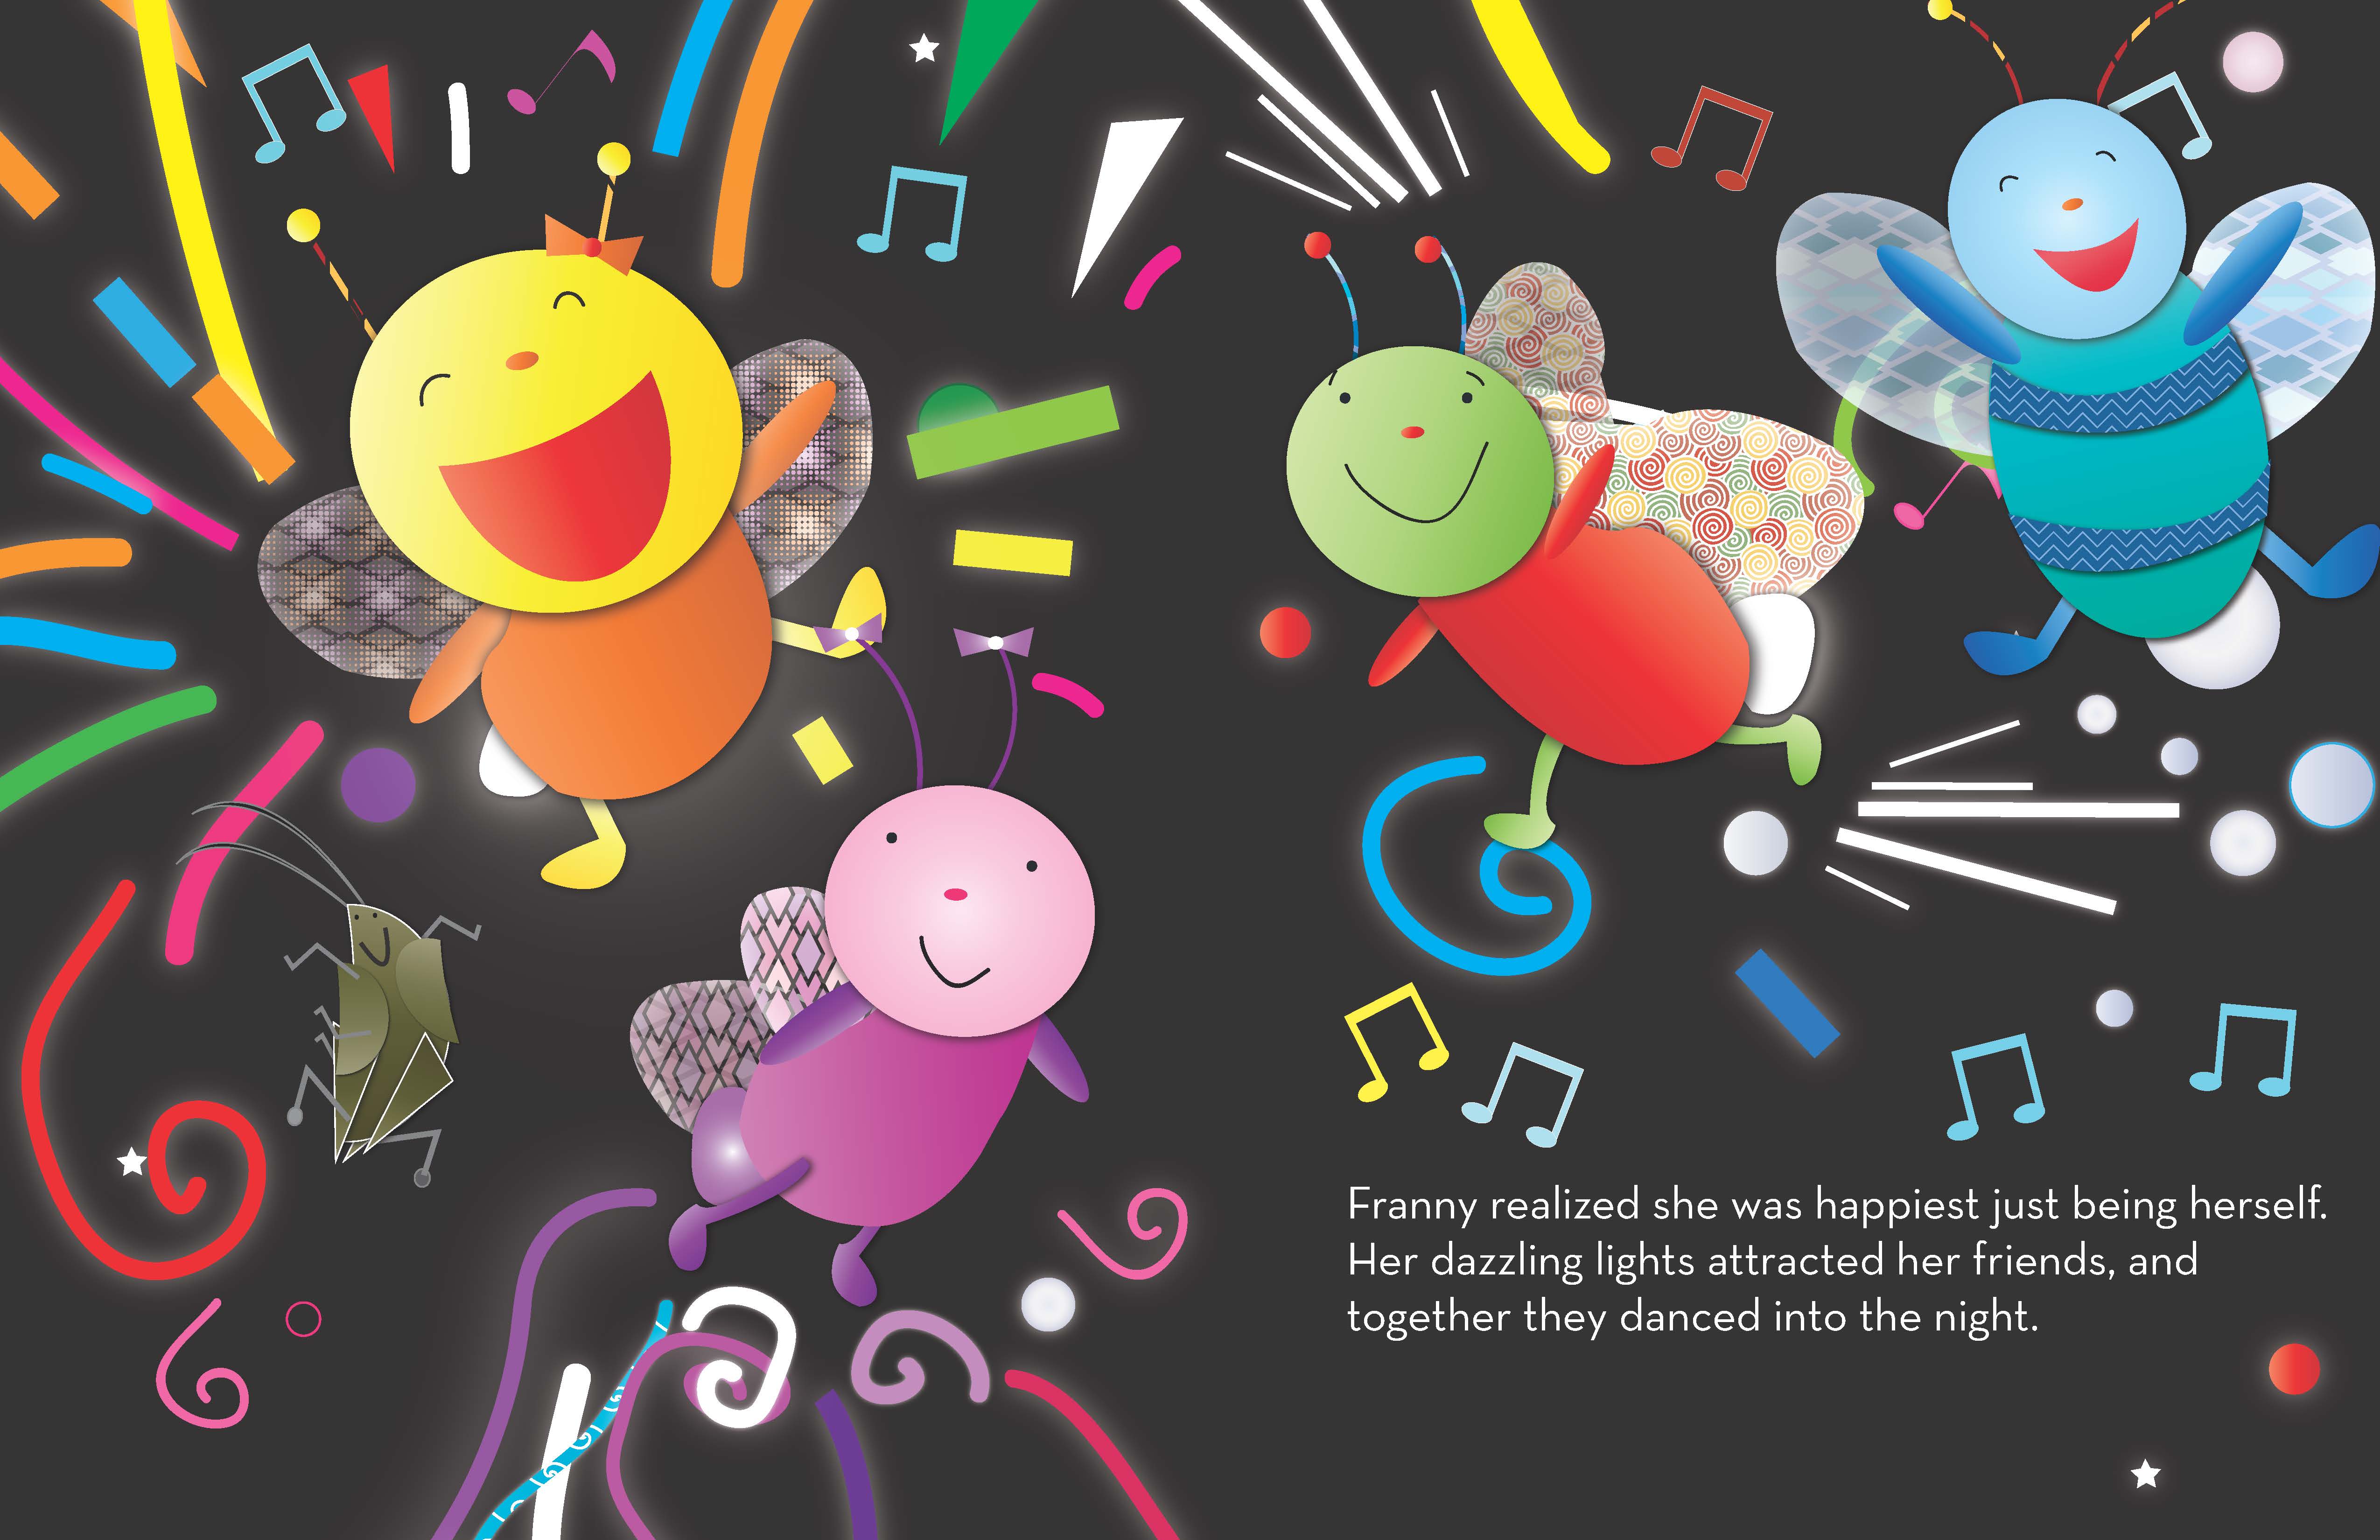 Franny realized she was happiest just being herself.
Her dazzling lights attracted her friends, and
together they danced into the night.